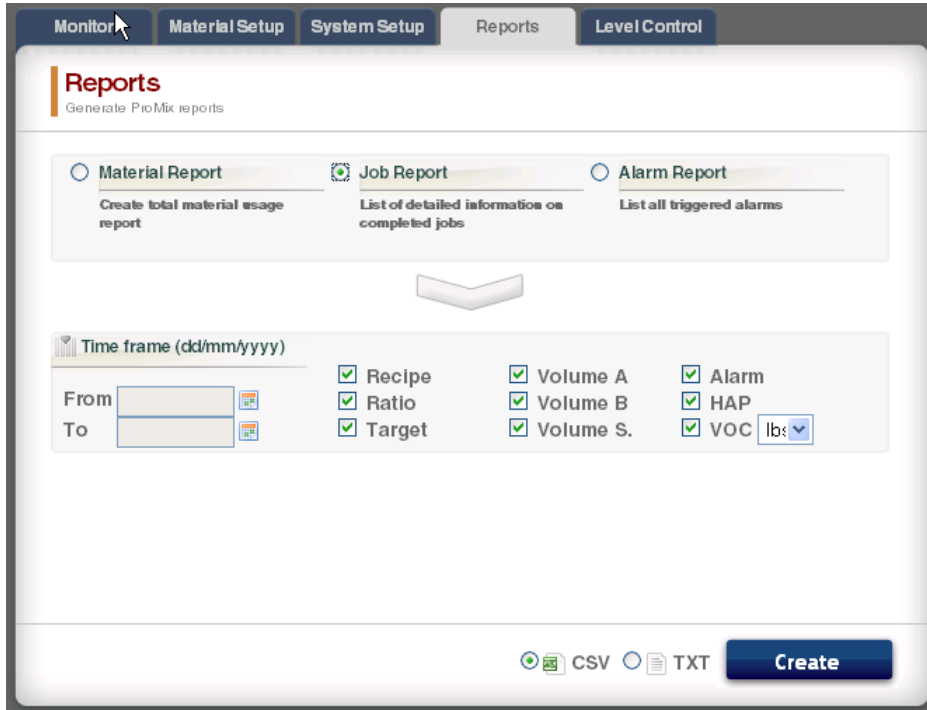 Monitor Material Setup System Setup Reports Level Control
Reports
Generate ProMix reports
Material Report Job Report Alarm Report
Create total material usage report
List of detailed information on completed jobs
List all triggered alarms
Time frame (dd/mm/yyyy)
From
To
Recipe Volume A Alarm
Ratio Volume B HAP
Target Volume S. VOC lbs
CSV TXT Create